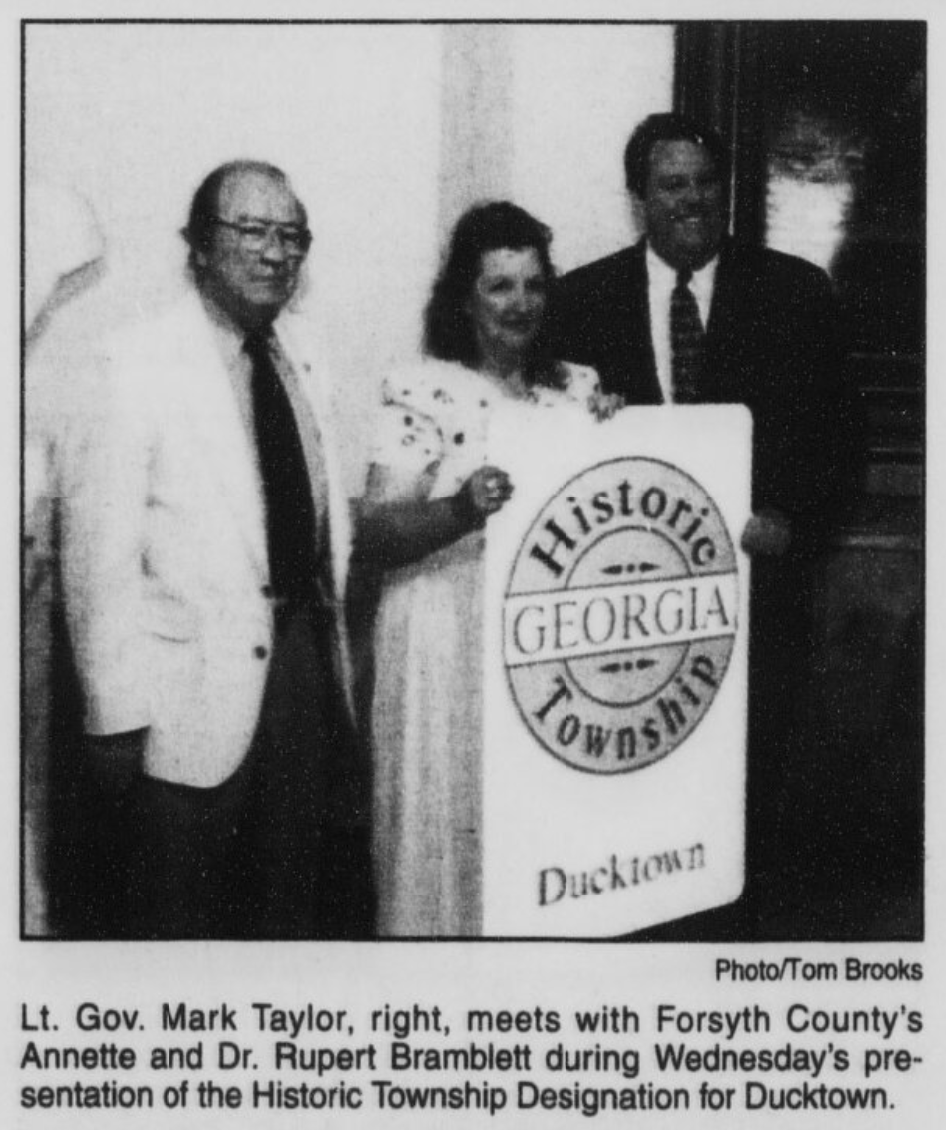 Historic
GEORGIA
Township
Ducktown
Photo/Tom Brooks
Lt. Gov. Mark Taylor, right, meets with Forsyth County's
Annette and Dr. Rupert Bramblett during Wednesday's pre-
sentation of the Historic Township Designation for Ducktown.